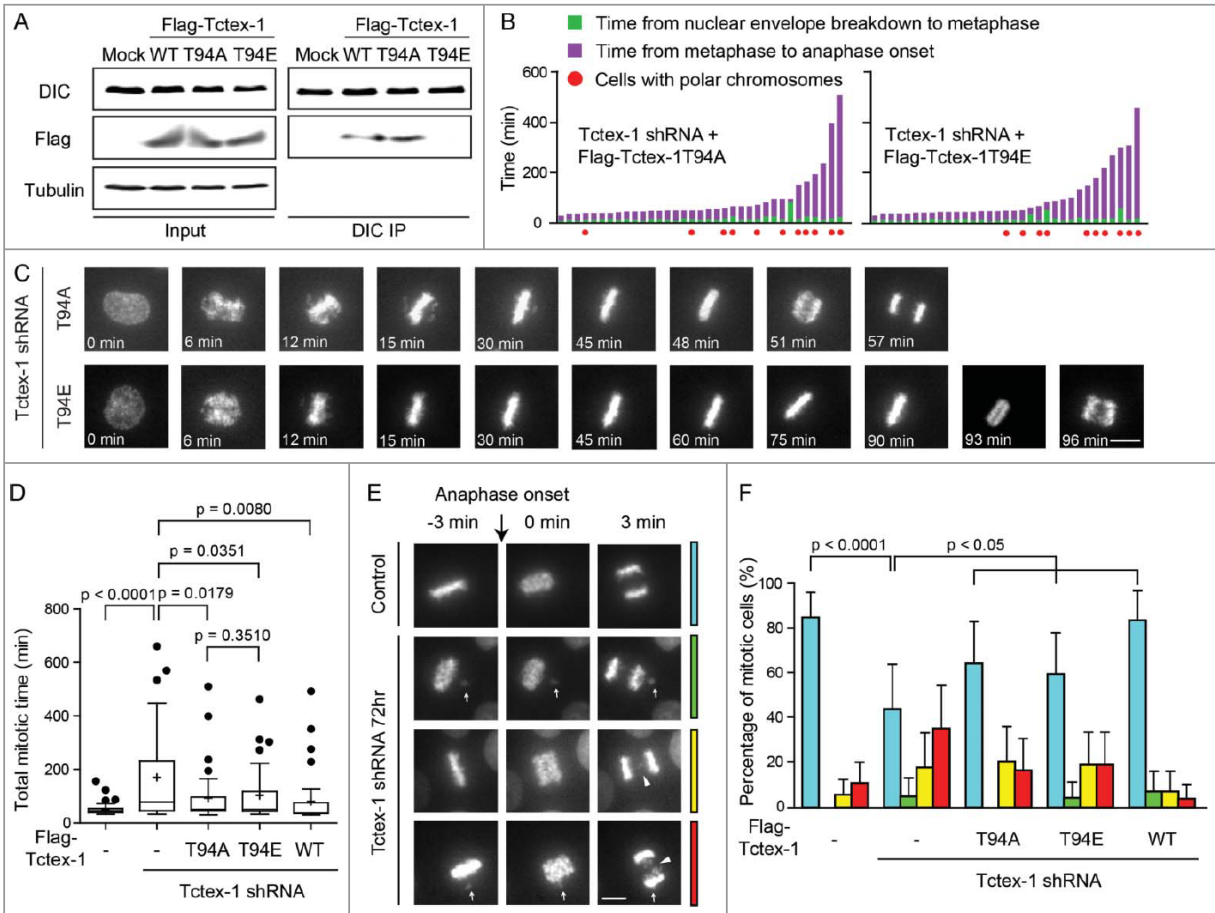 A
Flag-Tctex-1
Flag-Tctex-1
Mock WT T94A T94E
Mock WT T94A T94E
DIC
Flag
Tubulin
Input
DIC IP
B
Time from nuclear envelope breakdown to metaphase
Time from metaphase to anaphase onset
Cells with polar chromosomes
Time (min)
600
400
200
0
Tctex-1 shRNA +
Flag-Tctex-1T94A
Tctex-1 shRNA +
Flag-Tctex-1T94E
C
Tctex-1 shRNA
T94A
0 min
6 min
12 min
15 min
30 min
45 min
48 min
51 min
57 min
T94E
0 min
6 min
12 min
15 min
30 min
45 min
60 min
75 min
90 min
93 min
96 min
D
p = 0.0080
p = 0.0351
p < 0.0001
p = 0.0179
p = 0.3510
Total mitotic time (min)
800
600
400
200
0
Flag-
Tctex-1
-
-
T94A
T94E
WT
Tctex-1 shRNA
E
Anaphase onset
-3 min
0 min
3 min
Control
Tctex-1 shRNA 72hr
F
p < 0.0001
p < 0.05
Percentage of mitotic cells (%)
100
80
60
40
20
0
Flag-
Tctex-1
-
-
T94A
T94E
WT
Tctex-1 shRNA